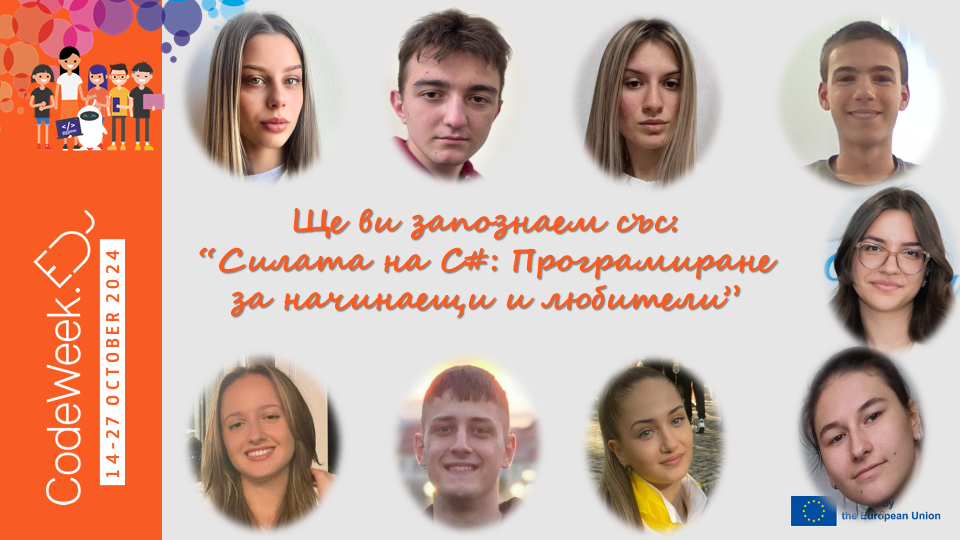 CodeWeek.EU
14-27 OCTOBER 2024
Ще ви запознаем със:
“Силата на C#: Програмиране
за начинаещи и любители”
</>
by
the European Union